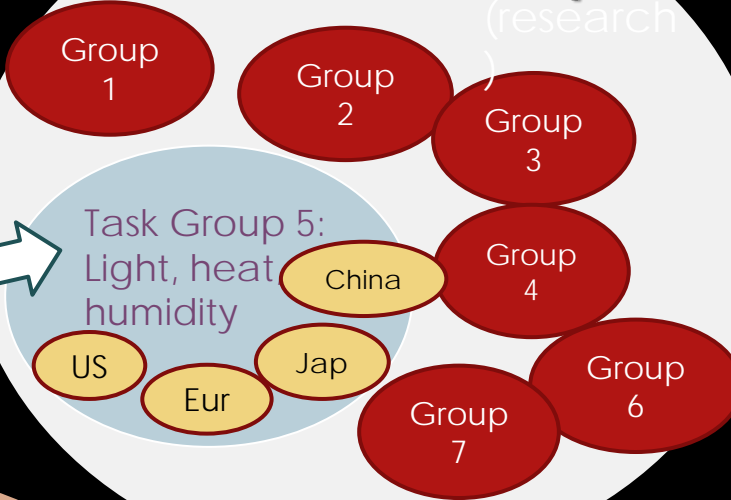 (research
)
Group
1
Group
2
Group
3
Task Group 5:
Light, heat,
humidity
China
Group
4
US
Eur
Jap
Group
6
Group
7